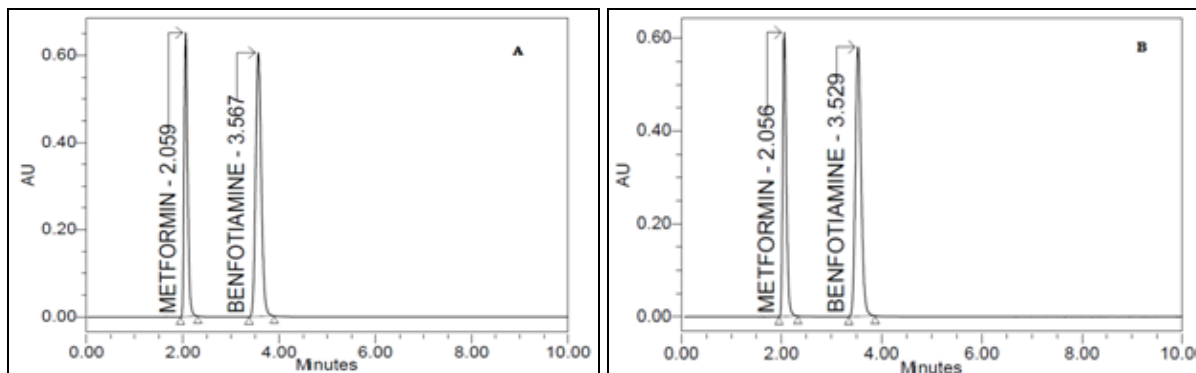 A
0.60
0.40
AU
0.20
0.00
METFORMIN - 2.059
BENFOTIAMINE - 3.567
0.00 2.00 4.00 6.00 8.00 10.00
Minutes
B
0.60
0.40
AU
0.20
0.00
METFORMIN - 2.056
BENFOTIAMINE - 3.529
0.00 2.00 4.00 6.00 8.00 10.00
Minutes